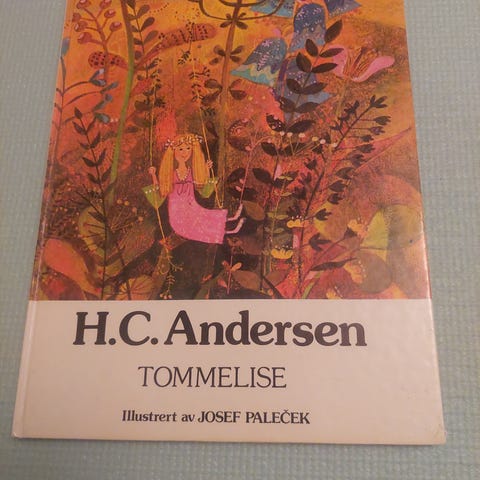 H.C. Andersen
TOMMELISE
Illustrert av JOSEF PALEČEK